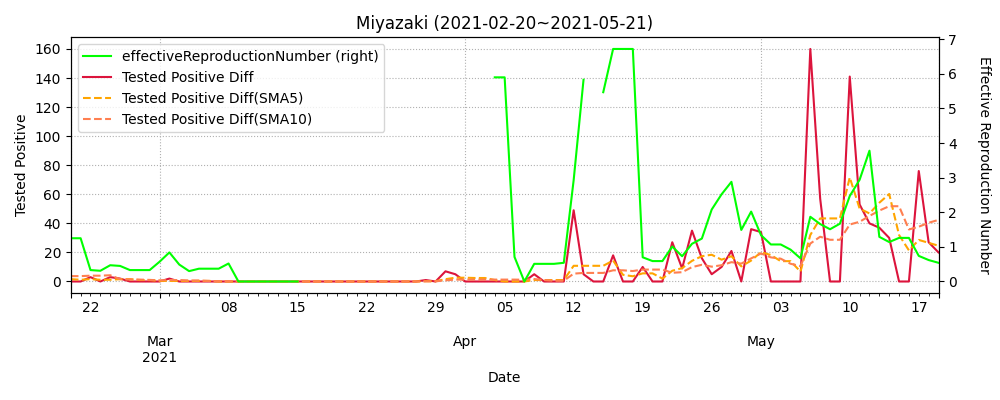 Miyazaki (2021-02-20~2021-05-21)
effectiveReproductionNumber (right)
Tested Positive Diff
Tested Positive Diff(SMA5)
Tested Positive Diff(SMA10)
Tested Positive
160
140
120
100
80
60
40
20
0
7
6
5
4
3
2
1
0
Effective Reproduction Number
22 08 15 22 29 05 12 19 26 03 10 17
Mar Apr May
2021
Date